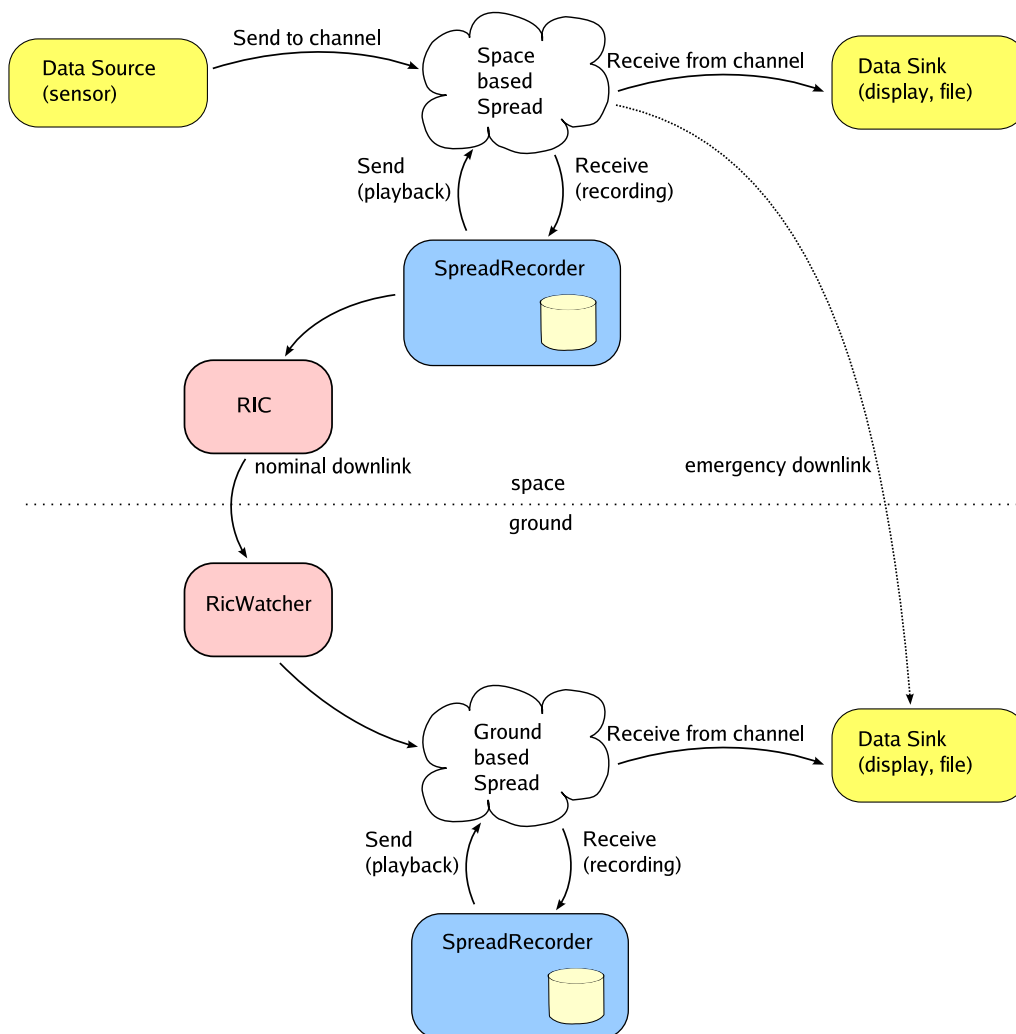 Send to channel
Data Source
(sensor)
Space
based
Spread
Receive from channel
Data Sink
(display, file)
Send
(playback)
Receive
(recording)
SpreadRecorder
RIC
nominal downlink
emergency downlink
space
ground
RicWatcher
Ground
based
Spread
Receive from channel
Data Sink
(display, file)
Send
(playback)
Receive
(recording)
SpreadRecorder